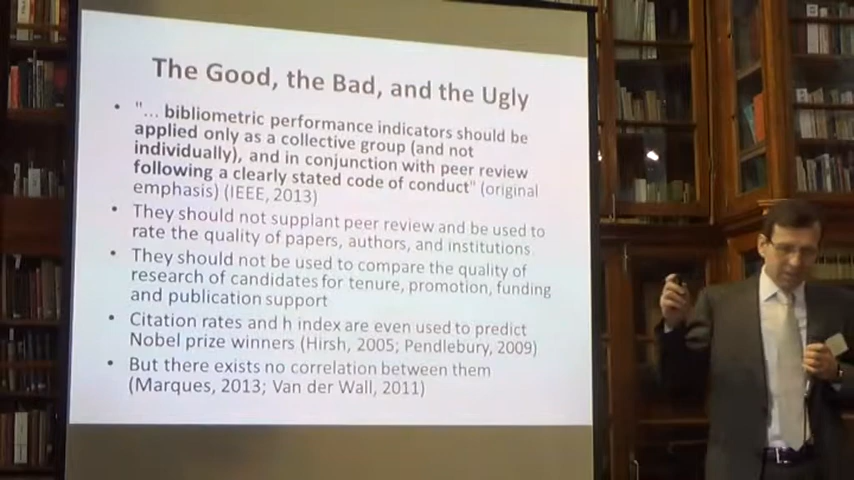 The Good, the Bad, and the Ugly
• "... bibliometric performance indicators should be
applied only as a collective group (and not
individually), and in conjunction with peer review
following a clearly stated code of conduct" (original
emphasis) (IEEE, 2013)
• They should not supplant peer review and be used to
rate the quality of papers, authors, and institutions
• They should not be used to compare the quality of
research of candidates for tenure, promotion, funding
and publication support
• Citation rates and h index are even used to predict
Nobel prize winners (Hirsh, 2005; Pendlebury, 2009)
• But there exists no correlation between them
(Marques, 2013; Van der Wall, 2011)